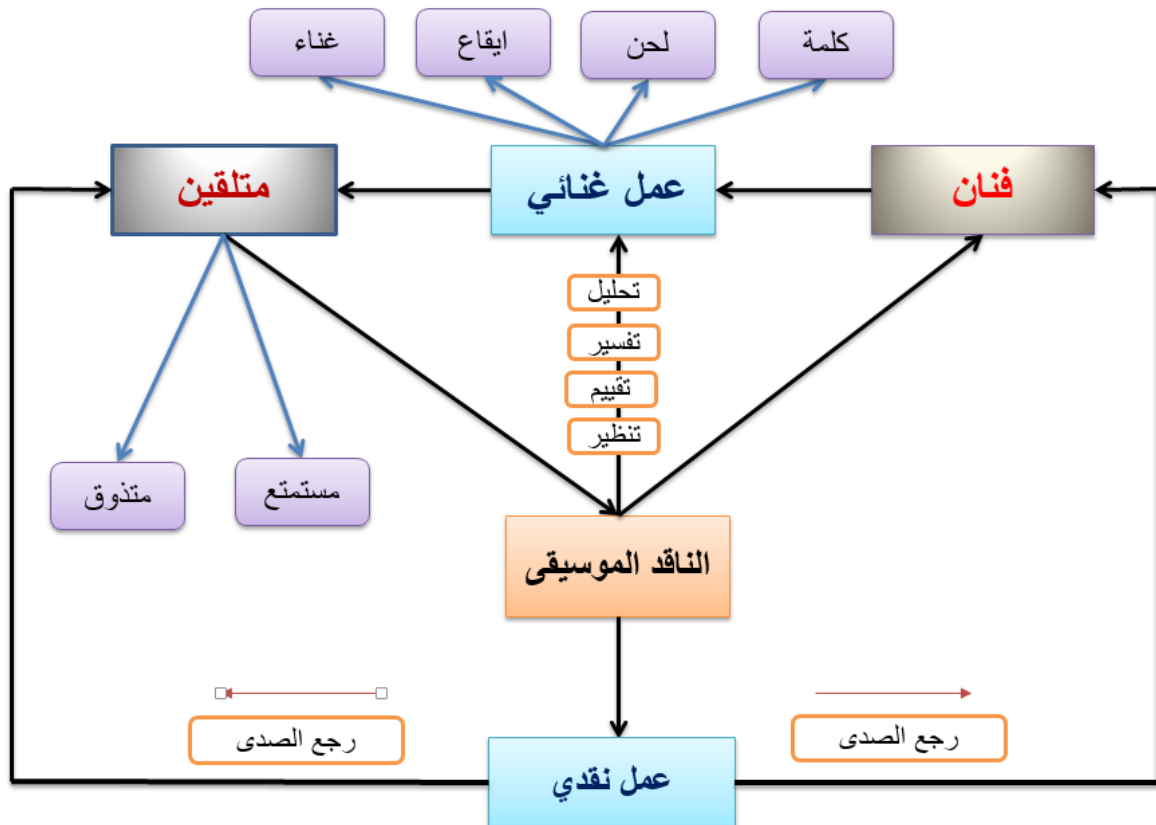 كلمة
لحن
ايقاع
غناء
فنان
عمل غنائي
متلقين
تحليل
تفسير
تقييم
تنظير
مستمتع
متذوق
الناقد الموسيقى
رجع الصدى
رجع الصدى
عمل نقدي